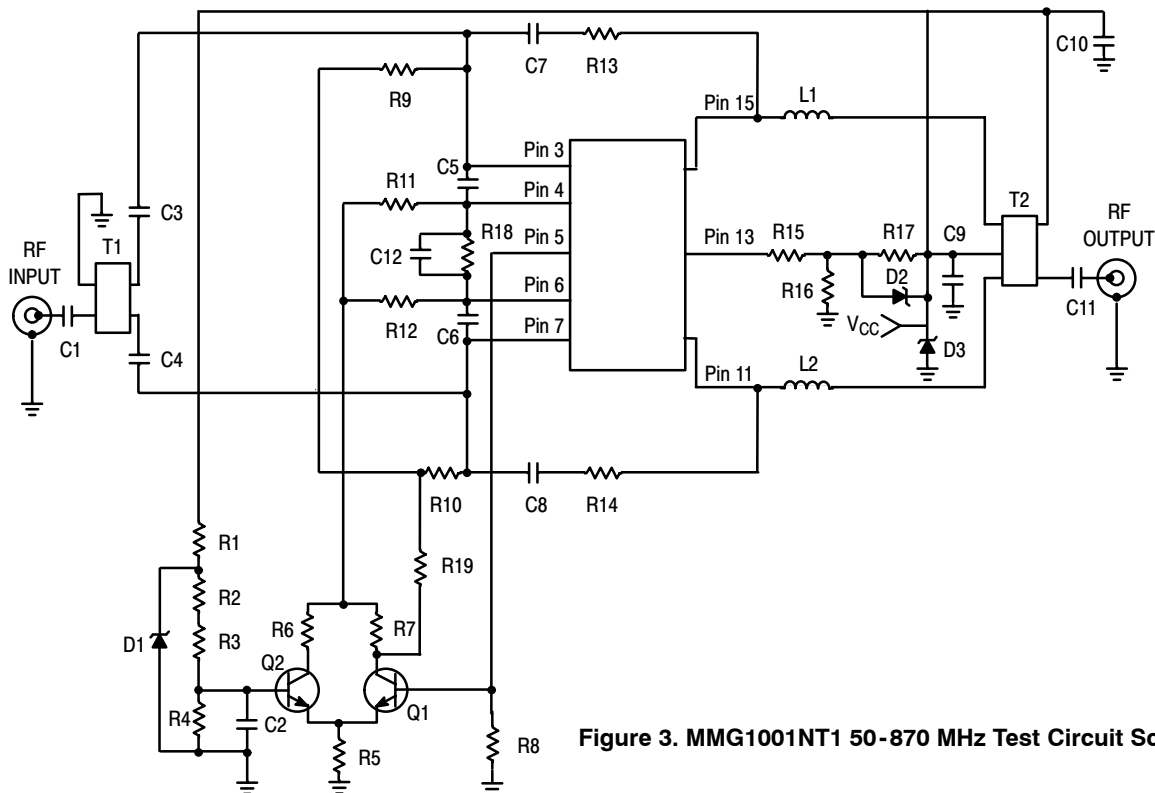 C10
C7
R13
R9
Pin 15
L1
Pin 3
C5
R11
Pin 4
C3
T2
RF
INPUT
T1
R18
Pin 5
Pin 13
R15
R17
C9
RF
OUTPUT
C12
Pin 6
D2
R16
R12
C6
Pin 7
VCC
C11
C1
C4
D3
Pin 11
L2
R10
C8
R14
R1
R19
R2
D1
R3
R6
R7
Q2
R4
C2
Q1
R5
R8
Figure 3. MMG1001NT1 50-870 MHz Test Circuit Sc